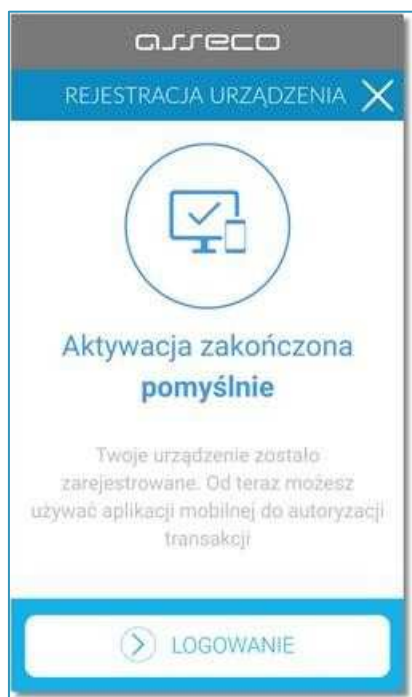 asseco
REJESTRACJA URZĄDZENIA
Aktywacja zakończona
pomyślnie
Twoje urządzenie zostało
zarejestrowane. Od teraz możesz
używać aplikacji mobilnej do autoryzacji
transakcji
LOGOWANIE